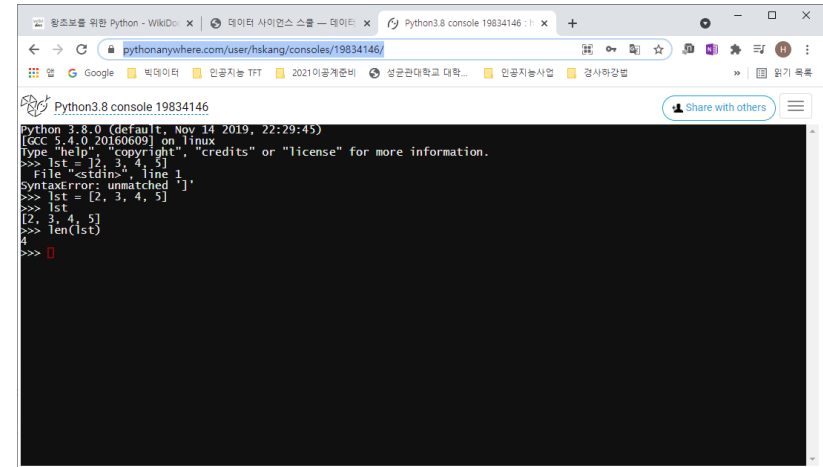 왕초보를 위한 Python - WikiDo
데이터 사이언스 스쿨 — 데이터
Python3.8 console 19834146 : h
pythonanywhere.com/user/hskang/consoles/19834146/
앱
Google
빅데이터
인공지능 TFT
2021이공계준비
성균관대학교 대학...
인공지능사업
경사하강법
»
읽기 목록
Python3.8 console 19834146
Share with others
Python 3.8.0 (default, Nov 14 2019, 22:29:45)
[GCC 5.4.0 20160609] on linux
Type "help", "copyright", "credits" or "license" for more information.
>>> lst = ]2, 3, 4, 5]
File "<stdin>", line 1
SyntaxError: unmatched ']'
>>> lst = [2, 3, 4, 5]
>>> lst
[2, 3, 4, 5]
>>> len(lst)
4
>>>